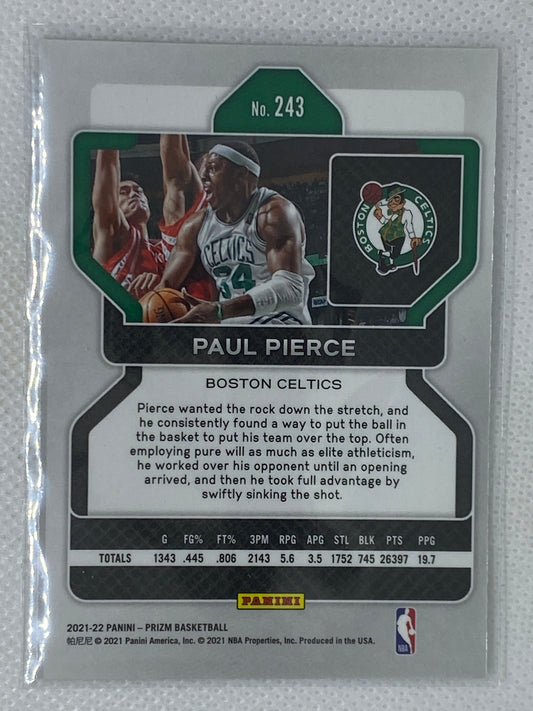 No. 243
CELTICS
34
BOSTON CELTICS
PAUL PIERCE
BOSTON CELTICS
Pierce wanted the rock down the stretch, and
he consistently found a way to put the ball in
the basket to put his team over the top. Often
employing pure will as much as elite athleticism,
he worked over his opponent until an opening
arrived, and then he took full advantage by
swiftly sinking the shot.
G FG% FT% 3PM RPG APG STL BLK PTS PPG
TOTALS 1343 .445 .806 2143 5.6 3.5 1752 745 26397 19.7
PANINI
2021-22 PANINI – PRIZM BASKETBALL
帕尼尼 © 2021 Panini America, Inc. © 2021 NBA Properties, Inc. Produced in the USA.
NBA